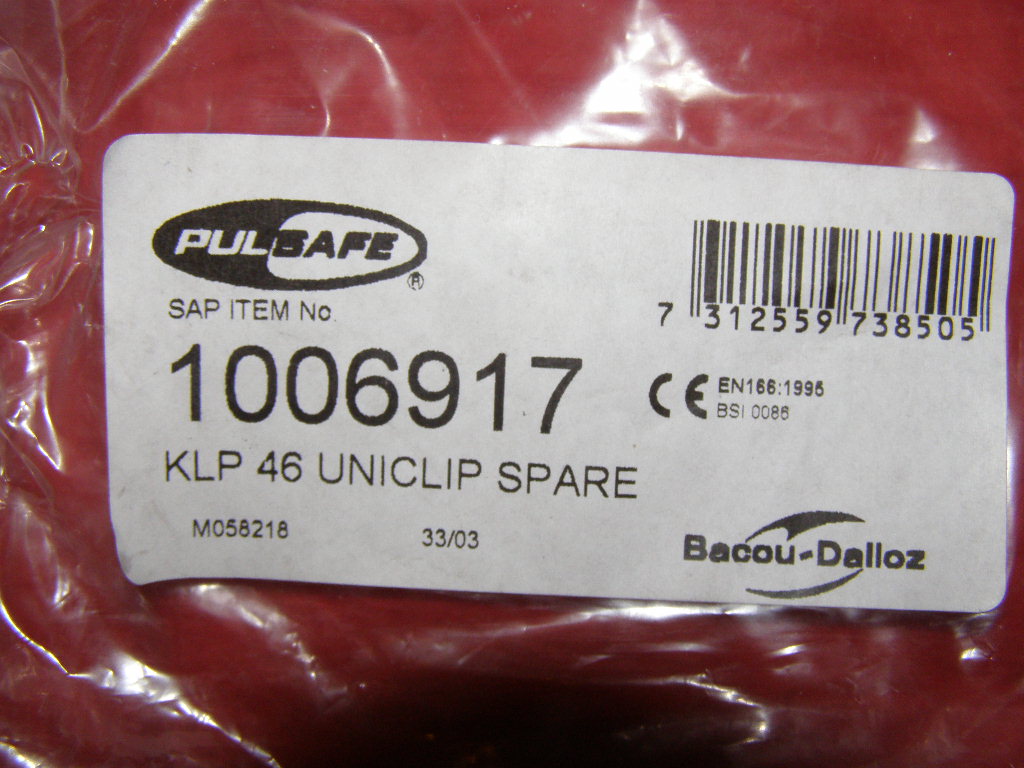 PULSAFE®
SAP ITEM No.
1006917
KLP 46 UNICLIP SPARE
M058218 33/03
7 312559 738505
CE EN166:1995
BSI 0086
Bacou-Dalloz